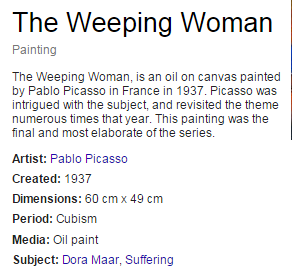 The Weeping Woman
Painting
The Weeping Woman, is an oil on canvas painted
by Pablo Picasso in France in 1937. Picasso was
intrigued with the subject, and revisited the theme
numerous times that year. This painting was the
final and most elaborate of the series.
Artist: Pablo Picasso
Created: 1937
Dimensions: 60 cm x 49 cm
Period: Cubism
Media: Oil paint
Subject: Dora Maar, Suffering